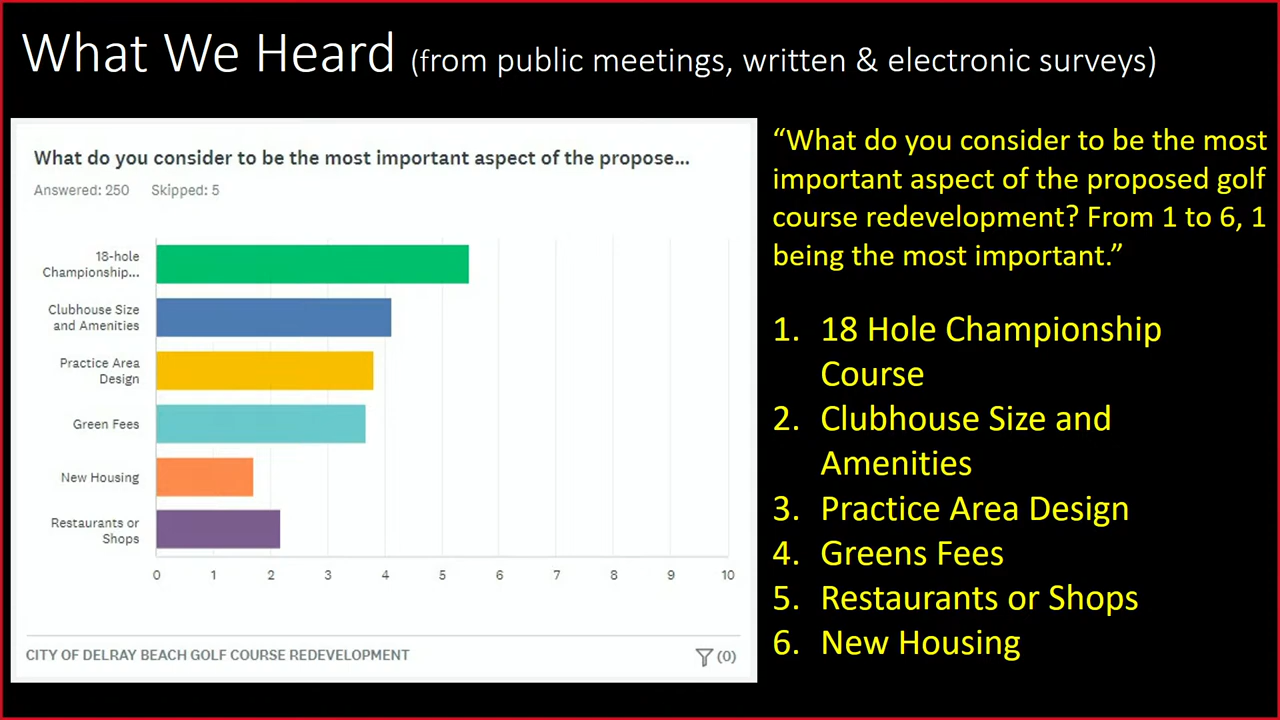 What We Heard (from public meetings, written & electronic surveys)
What do you consider to be the most important aspect of the propose...
Answered: 250 Skipped: 5
18-hole
Championship...
Clubhouse Size
and Amenities
Practice Area
Design
Green Fees
New Housing
Restaurants or
Shops
0 1 2 3 4 5 6 7 8 9 10
CITY OF DELRAY BEACH GOLF COURSE REDEVELOPMENT
(0)
“What do you consider to be the most
important aspect of the proposed golf
course redevelopment? From 1 to 6, 1
being the most important.”
1. 18 Hole Championship
Course
2. Clubhouse Size and
Amenities
3. Practice Area Design
4. Greens Fees
5. Restaurants or Shops
6. New Housing